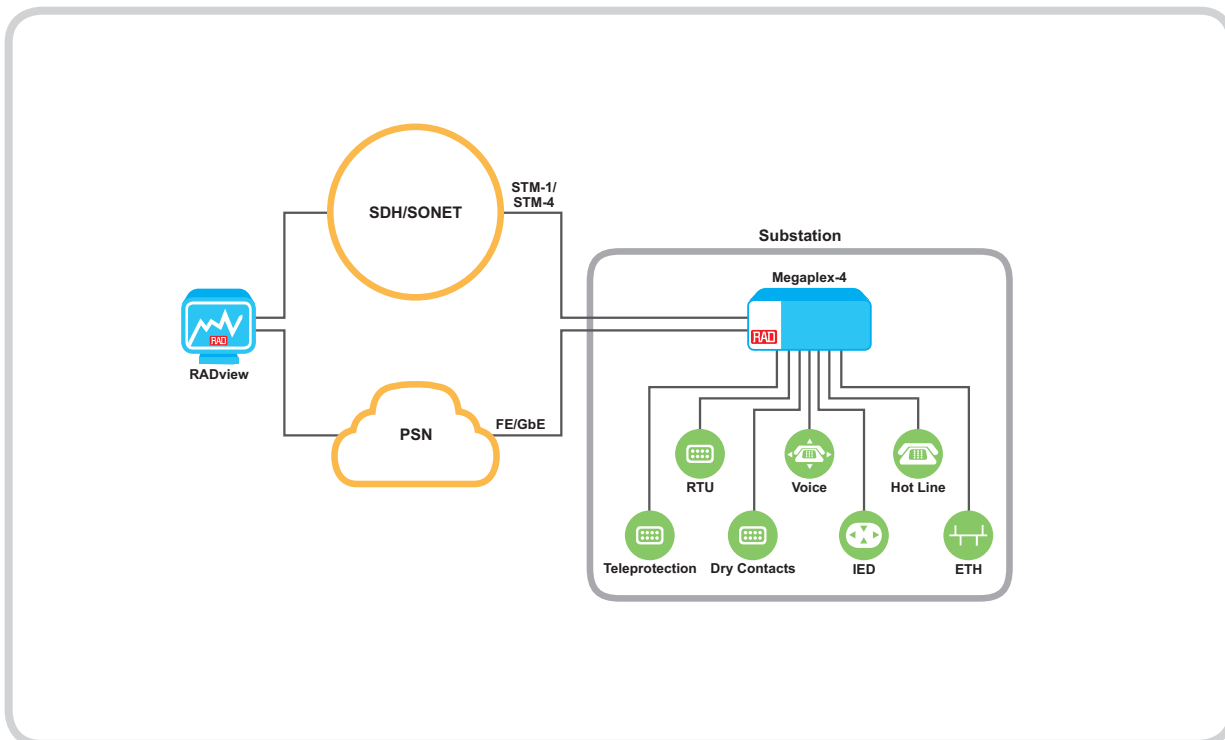 STM-1/
STM-4
SDH/SONET
Substation
Megaplex-4
RAD
RAD
RADview
FE/GbE
PSN
RTU
Voice
Hot Line
Teleprotection
Dry Contacts
IED
ETH